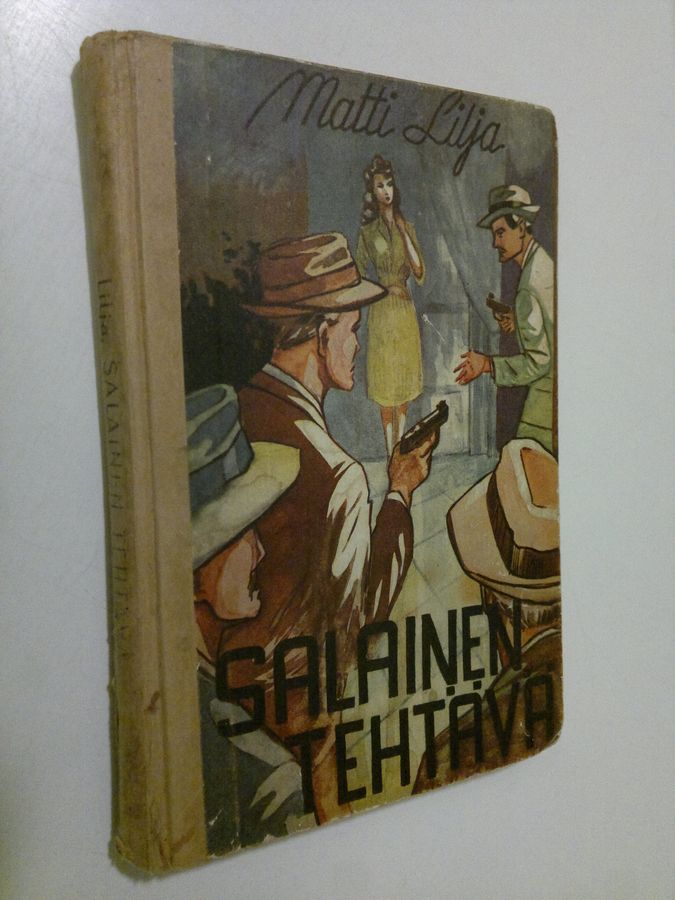 Matti Lilja
SALAINEN
TEHTÄVÄ
Lilja SALAINEN TEHTÄVÄ